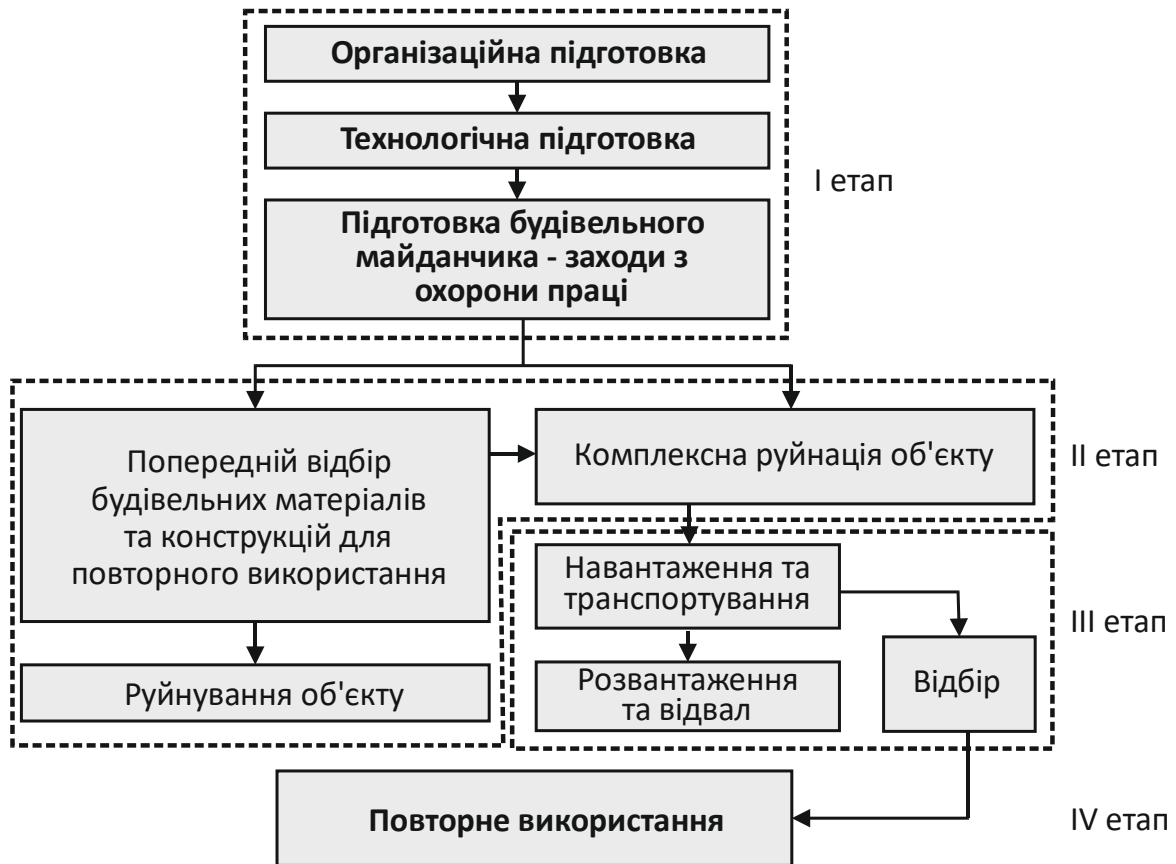 Організаційна підготовка
Технологічна підготовка
Підготовка будівельного
майданчика - заходи з
охорони праці
І етап
Попередній відбір
будівельних матеріалів
та конструкцій для
повторного використання
Комплексна руйнація об'єкту
ІІ етап
Навантаження та
транспортування
ІІІ етап
Руйнування об'єкту
Розвантаження
та відвал
Відбір
Повторне використання
IV етап